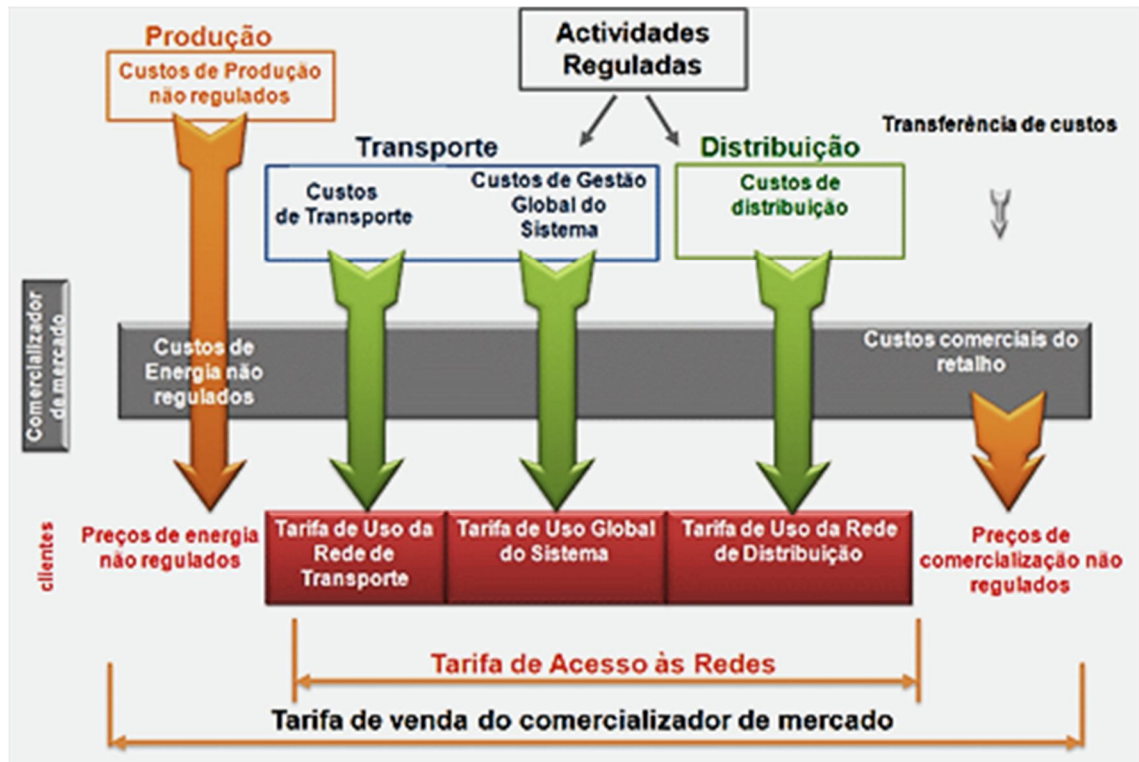 Produção
Custos de Produção
não regulados
Actividades
Reguladas
Transferência de custos
Transporte
Custos
de Transporte
Custos de Gestão
Global do
Sistema
Distribuição
Custos de
distribuição
Comercializador
de mercado
Custos de
Energia não
regulados
Custos comerciais do
retalho
clientes
Preços de energia
não regulados
Tarifa de Uso da
Rede de
Transporte
Tarifa de Uso Global
do Sistema
Tarifa de Uso da Rede
de Distribuição
Preços de
comercialização não
regulados
Tarifa de Acesso às Redes
Tarifa de venda do comercializador de mercado